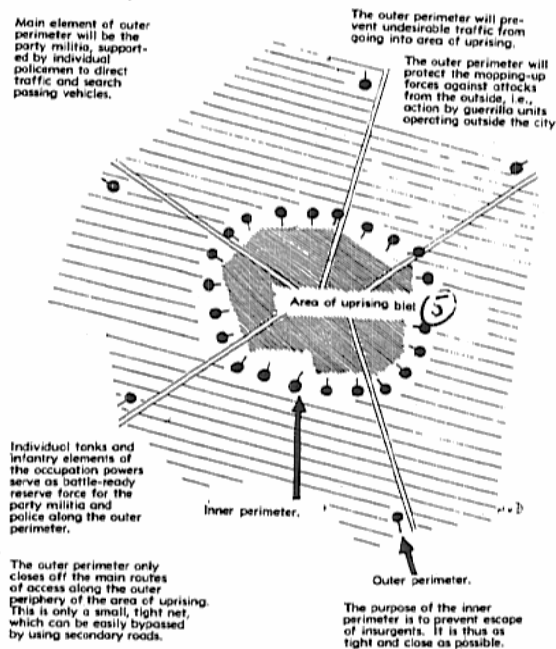 Main element of outer
perimeter will be the
party militia, support-
ed by individual
policemen to direct
traffic and search
passing vehicles.
The outer perimeter will pre-
vent undesirable traffic from
going into area of uprising.
The outer perimeter will
protect the mopping-up
forces against attacks
from the outside, i.e.,
action by guerrilla units
operating outside the city
Area of uprising blet
5
Individual tanks and
infantry elements of
the occupation powers
serve as battle-ready
reserve force for the
party militia and
police along the outer
perimeter.
Inner perimeter.
The outer perimeter only
closes off the main routes
of access along the outer
periphery of the area of uprising.
This is only a small, tight net,
which can be easily bypassed
by using secondary roads.
Outer perimeter.
The purpose of the inner
perimeter is to prevent escape
of insurgents. It is thus as
tight and close as possible.